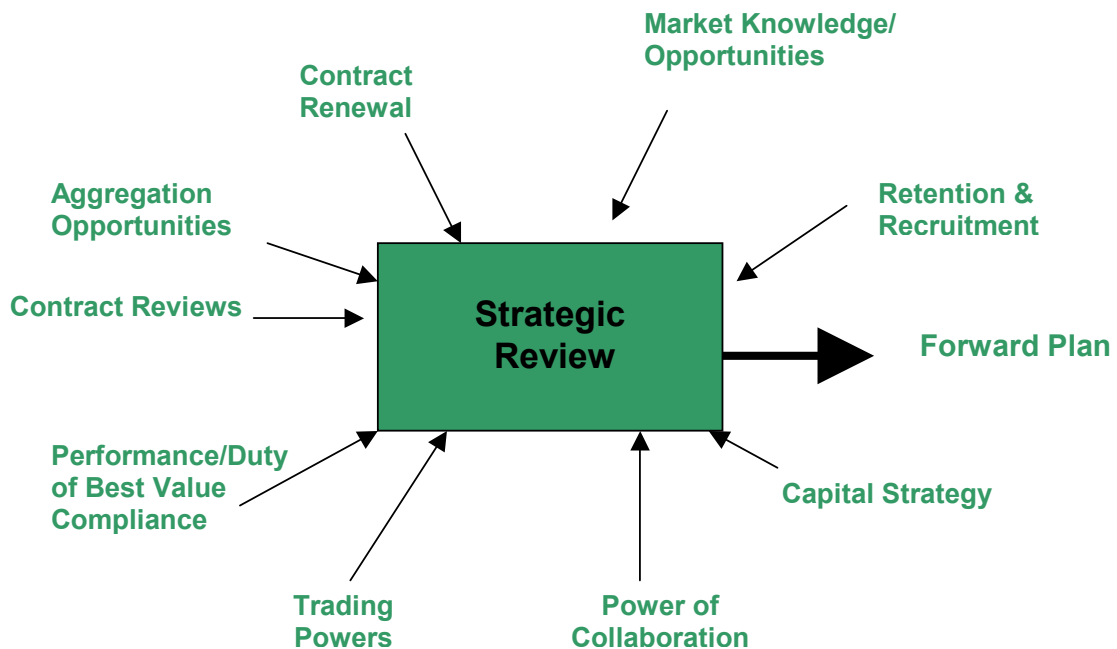 Market Knowledge/
Opportunities
Contract
Renewal
Aggregation
Opportunities
Retention &
Recruitment
Contract Reviews
Strategic
Review
Forward Plan
Performance/Duty
of Best Value
Compliance
Capital Strategy
Trading
Powers
Power of
Collaboration